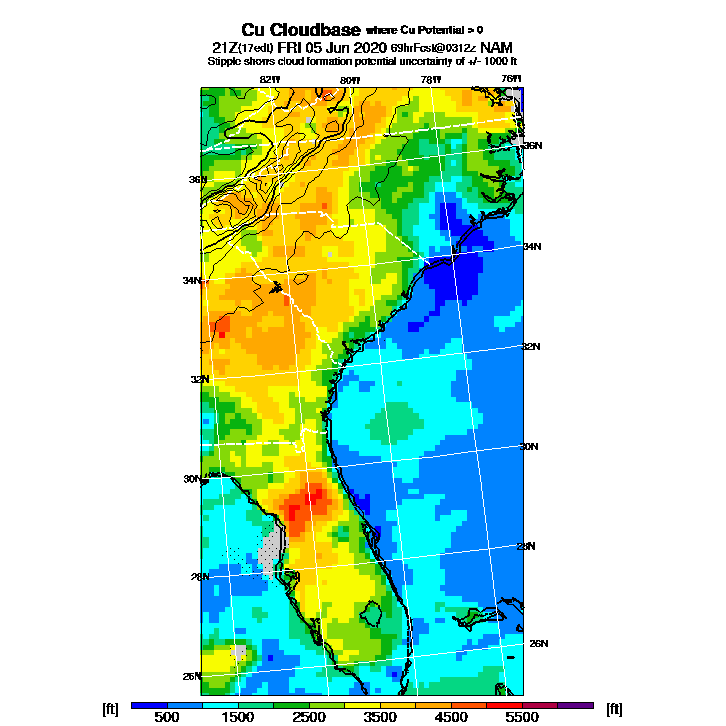 Cu Cloudbase where Cu Potential > 0
21Z(17edt) FRI 05 Jun 2020 69hrFcst@0312z NAM
Stipple shows cloud formation potential uncertainty of +/- 1000 ft
82W 80W 78W 76W
36N
36N
34N
34N
32N
32N
30N
30N
28N
28N
26N
26N
[ft] 500 1500 2500 3500 4500 5500 [ft]